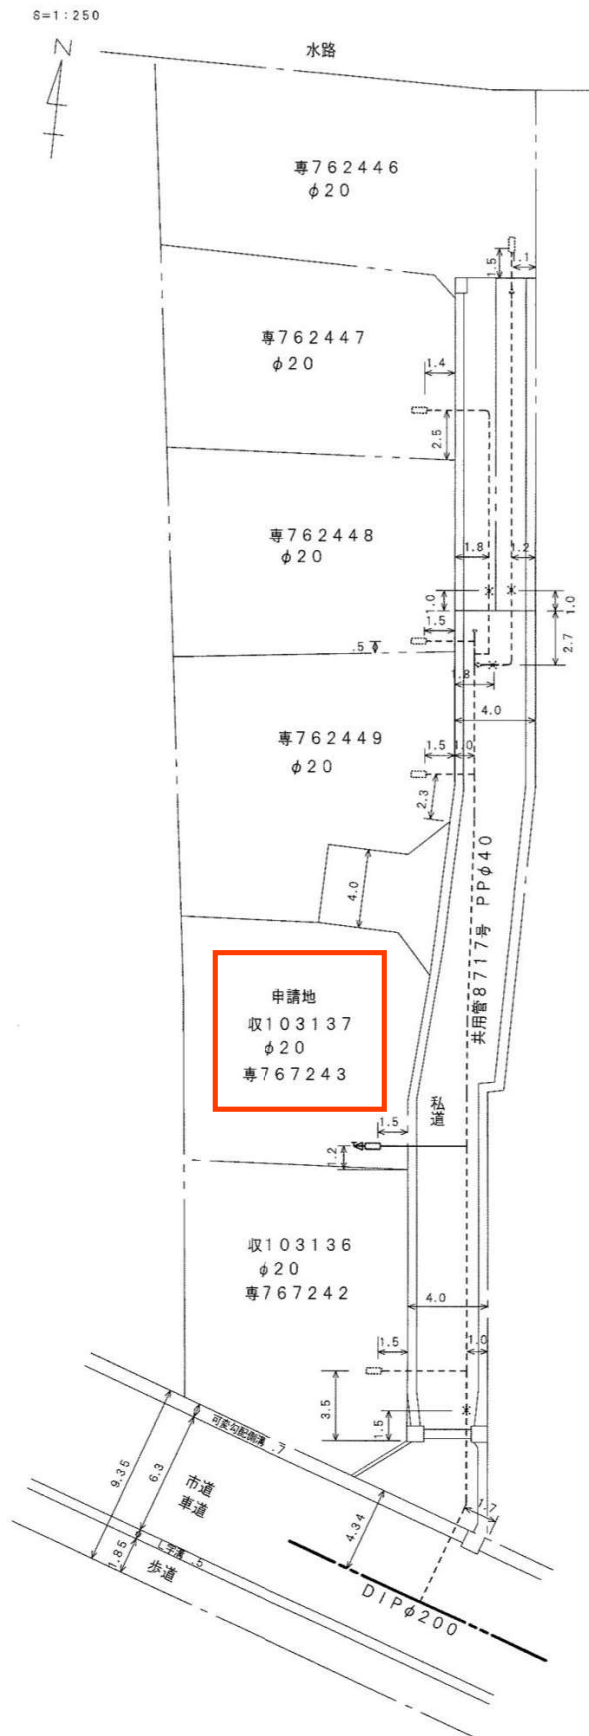 S=1:250
N
水路
専762446
φ20
1.5
.1
専762447
φ20
1.4
2.5
専762448
φ20
1.8
1.2
1.0
1.0
1.5
.5
2.7
1.8
4.0
専762449
φ20
1.5
1.0
2.3
4.0
共用管8717号 PPφ40
申請地
収103137
φ20
専767243
私道
1.5
1.2
収103136
φ20
専767242
4.0
1.5
1.0
3.5
1.5
可変勾配側溝 .7
9.35
6.3
市道
車道
1.7
4.34
L字溝 .5
1.85
歩道
DIPφ200